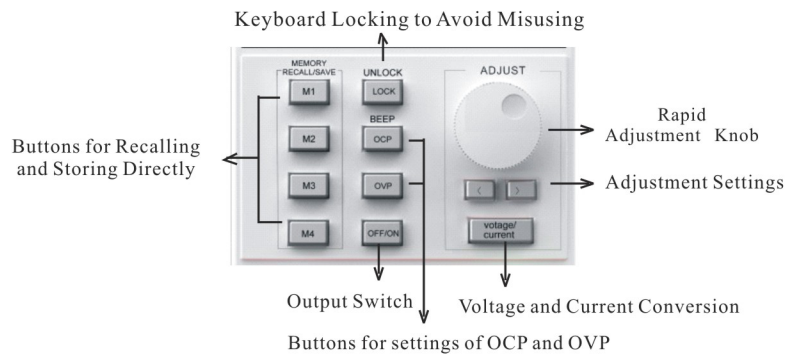 Keyboard Locking to Avoid Misusing
MEMORY
RECALL/SAVE
M1
M2
M3
M4
UNLOCK
LOCK
BEEP
OCP
OVP
OFF/ON
ADJUST
<
>
votage/
current
Buttons for Recalling
and Storing Directly
Rapid
Adjustment Knob
Adjustment Settings
Output Switch
Voltage and Current Conversion
Buttons for settings of OCP and OVP